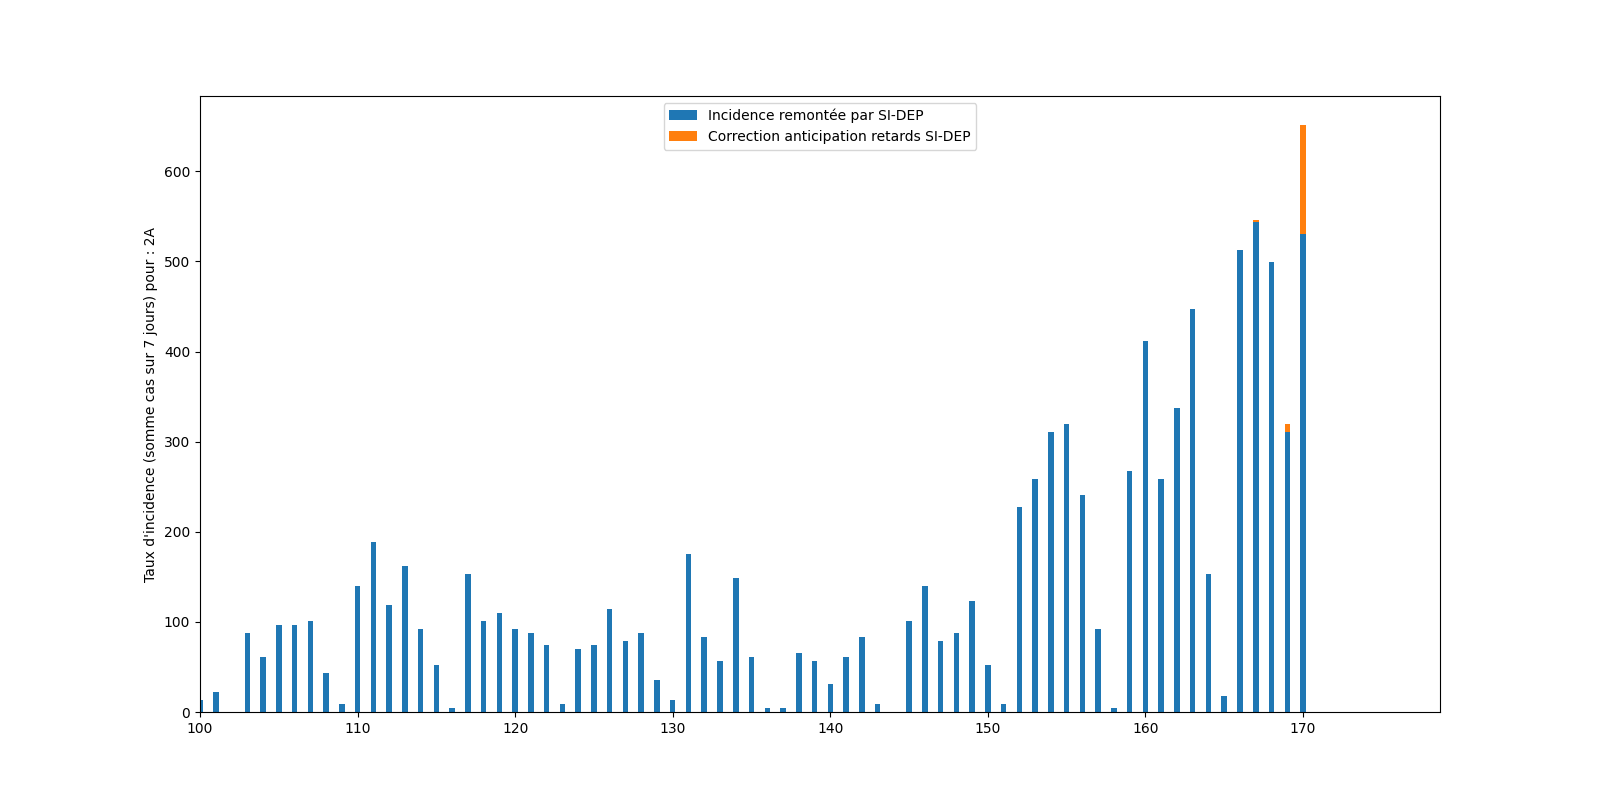 Incidence remontée par SI-DEP
Correction anticipation retards SI-DEP
Taux d'incidence (somme cas sur 7 jours) pour : 2A
600
500
400
300
200
100
0
100 110 120 130 140 150 160 170